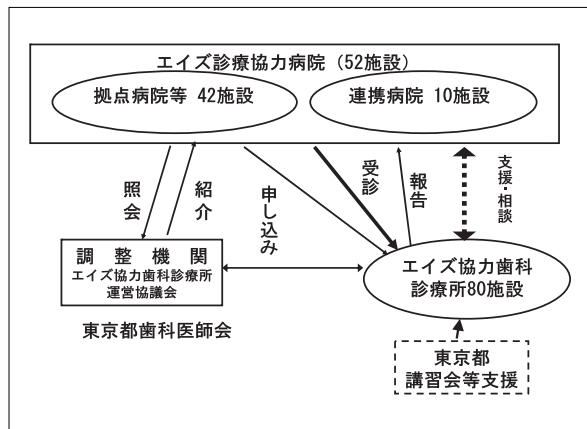 エイズ診療協力病院（52施設）
拠点病院等 42施設
連携病院 10施設
照会
紹介
申し込み
受診
報告
支援・相談
調整機関
エイズ協力歯科診療所
運営協議会
エイズ協力歯科
診療所80施設
東京都歯科医師会
東京都
講習会等支援